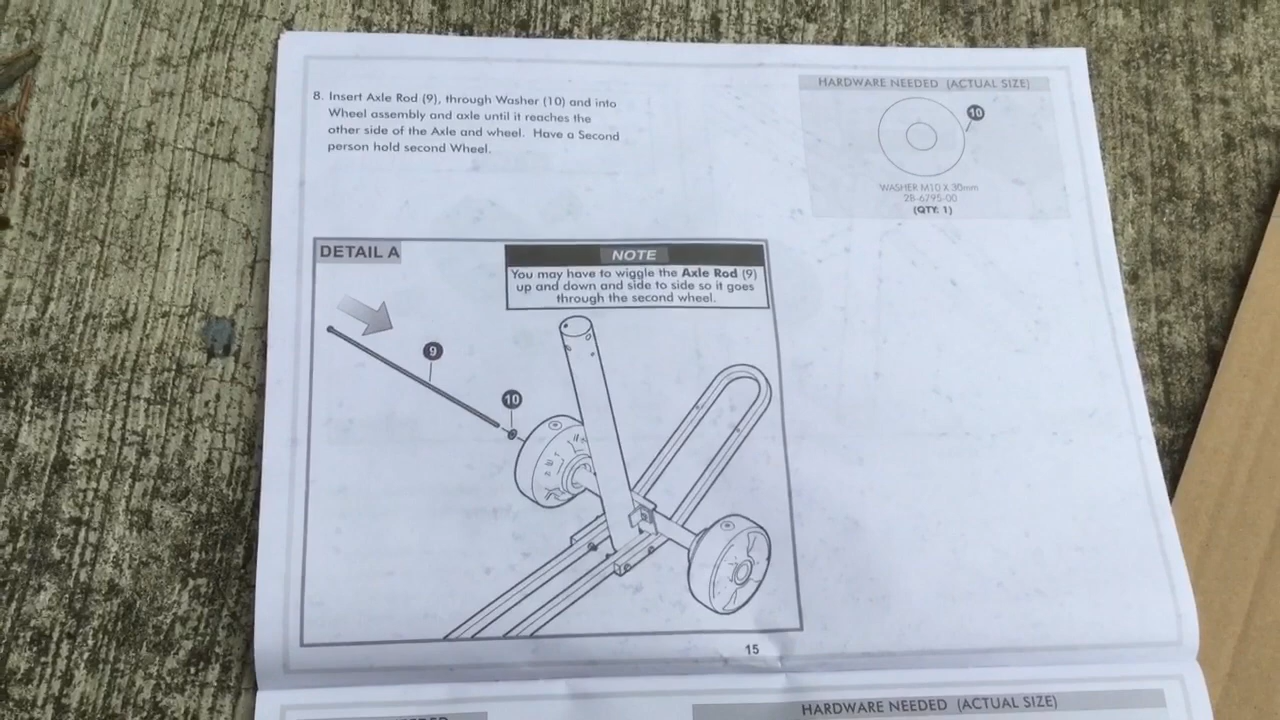 8. Insert Axle Rod (9), through Washer (10) and into
Wheel assembly and axle until it reaches the
other side of the Axle and wheel. Have a Second
person hold second Wheel.
HARDWARE NEEDED (ACTUAL SIZE)
10
WASHER M10 X 30mm
2B-6795-00
(QTY. 1)
DETAIL A
NOTE
You may have to wiggle the Axle Rod (9)
up and down and side to side so it goes
through the second wheel.
9
10
15
HARDWARE NEEDED (ACTUAL SIZE)